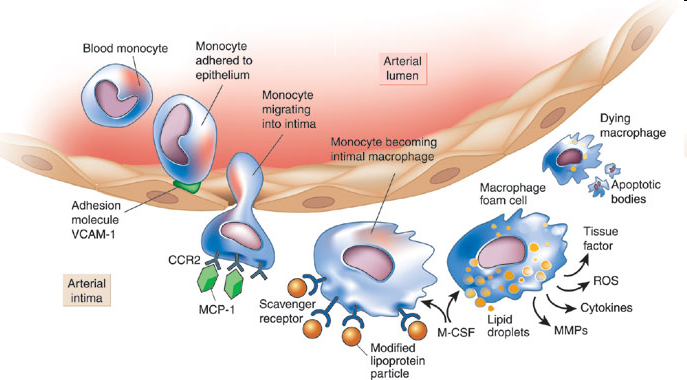 Blood monocyte
Monocyte
adhered to
epithelium
Arterial
lumen
Monocyte
migrating
into intima
Monocyte becoming
intimal macrophage
Dying
macrophage
Apoptotic
bodies
Macrophage
foam cell
Adhesion
molecule
VCAM-1
Tissue
factor
CCR2
ROS
Arterial
intima
MCP-1
Scavenger
receptor
Cytokines
M-CSF
Lipid
droplets
MMPs
Modified
lipoprotein
particle